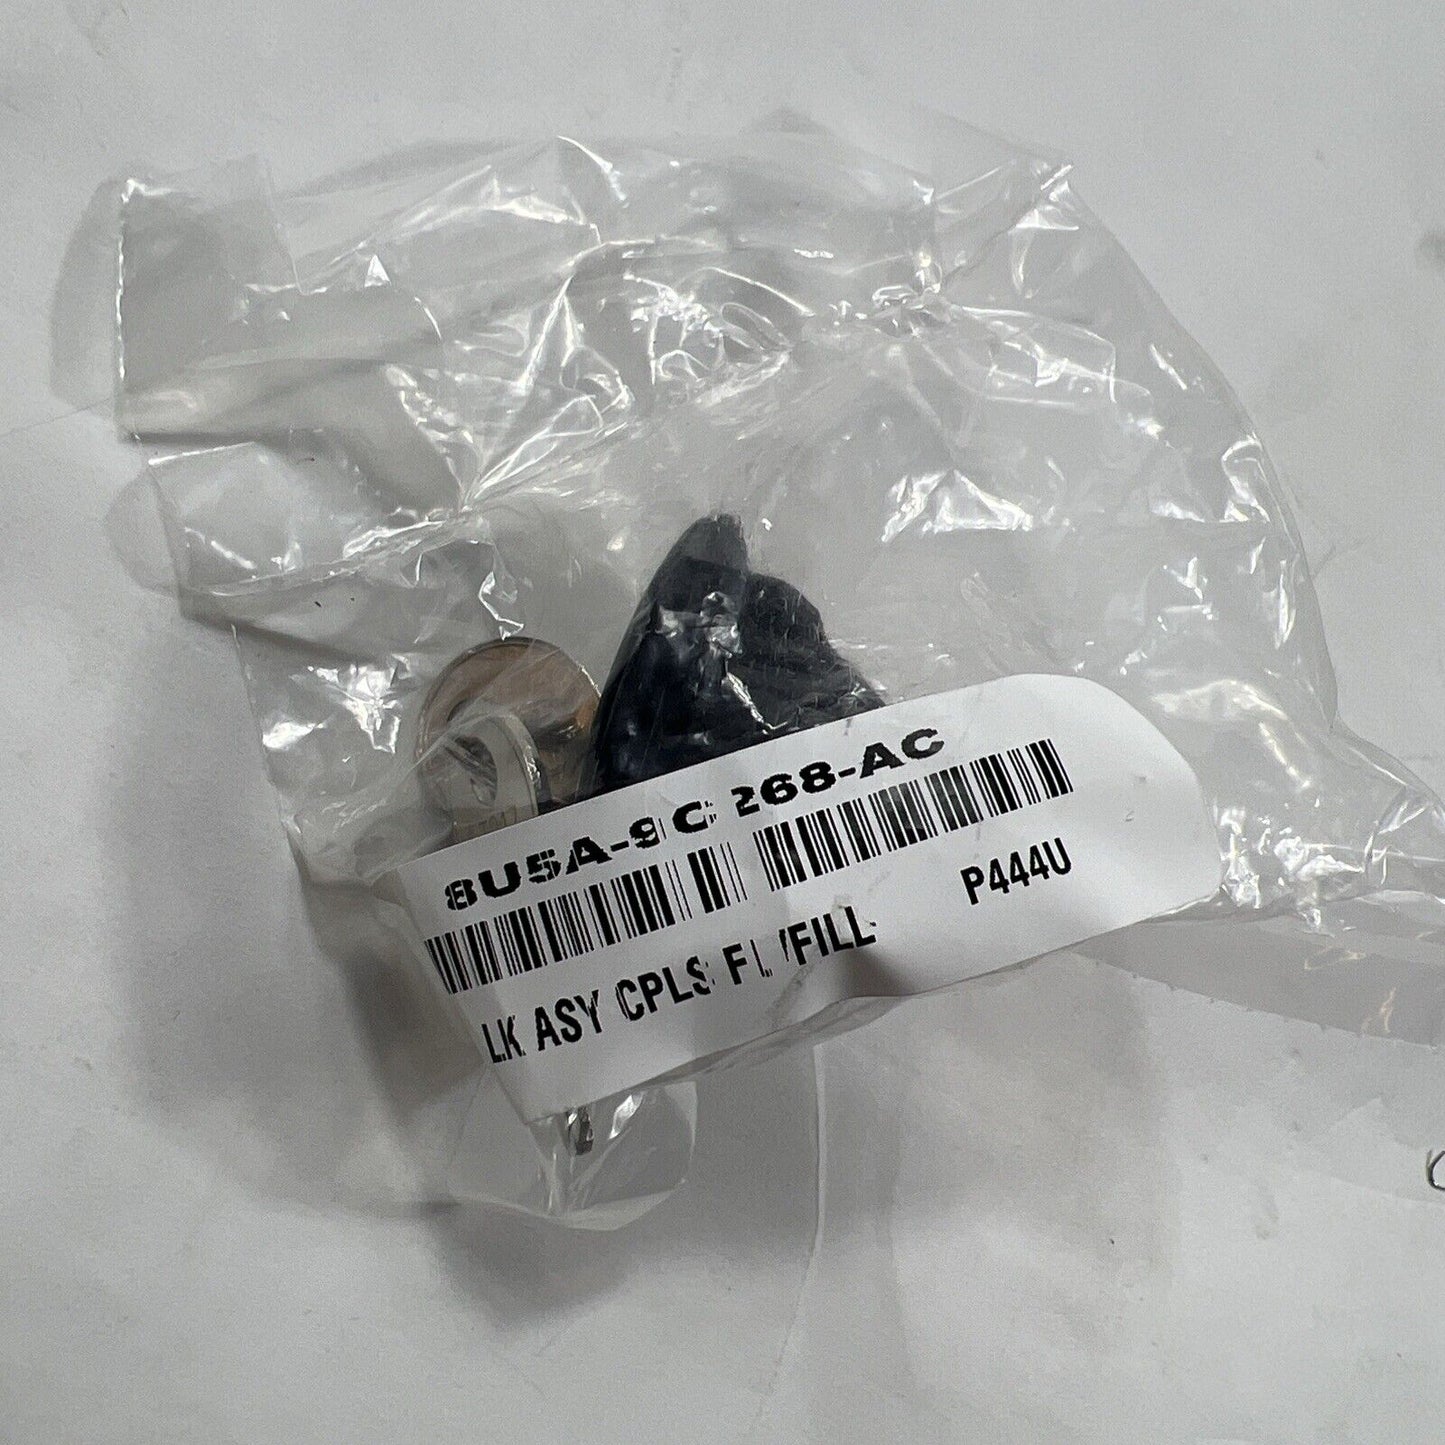 8U5A-9C268-AC
P444U
LK ASY CPLS FL/FILL